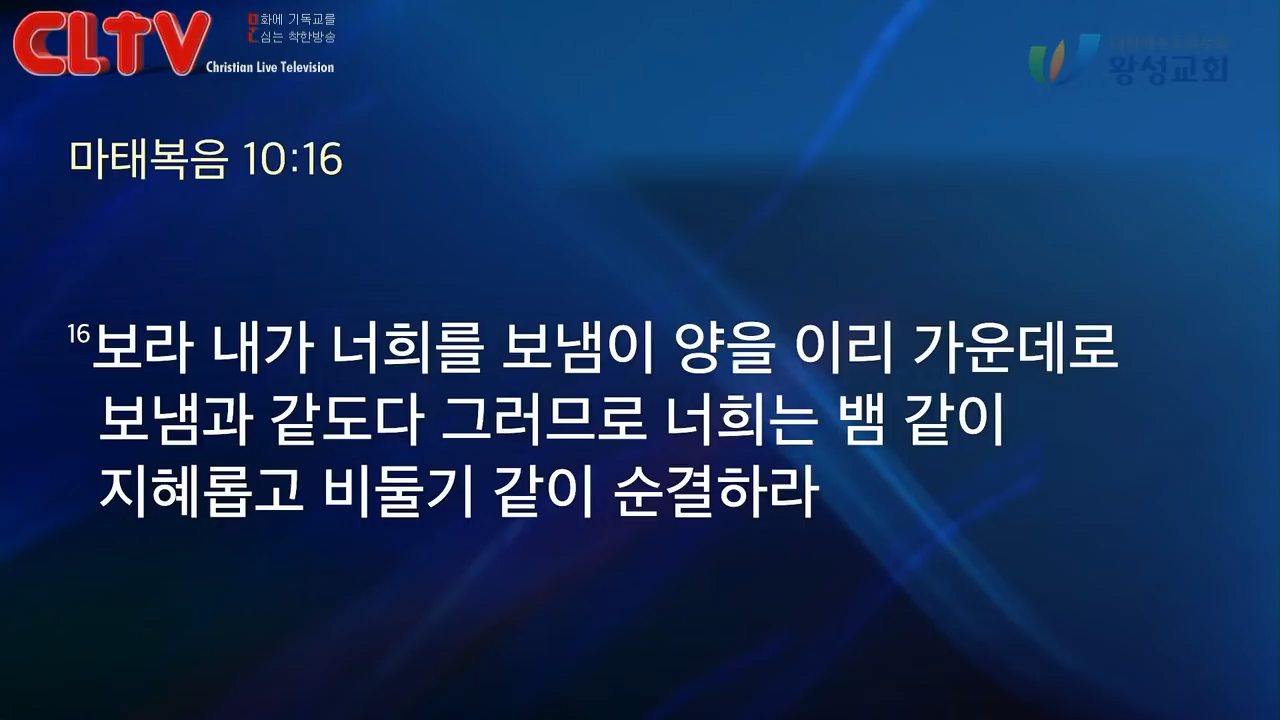 CLTV
문화에 기독교를
심는 착한방송
Christian Live Television
왕성교회
마태복음 10:16
16보라 내가 너희를 보냄이 양을 이리 가운데로
보냄과 같도다 그러므로 너희는 뱀 같이
지혜롭고 비둘기 같이 순결하라